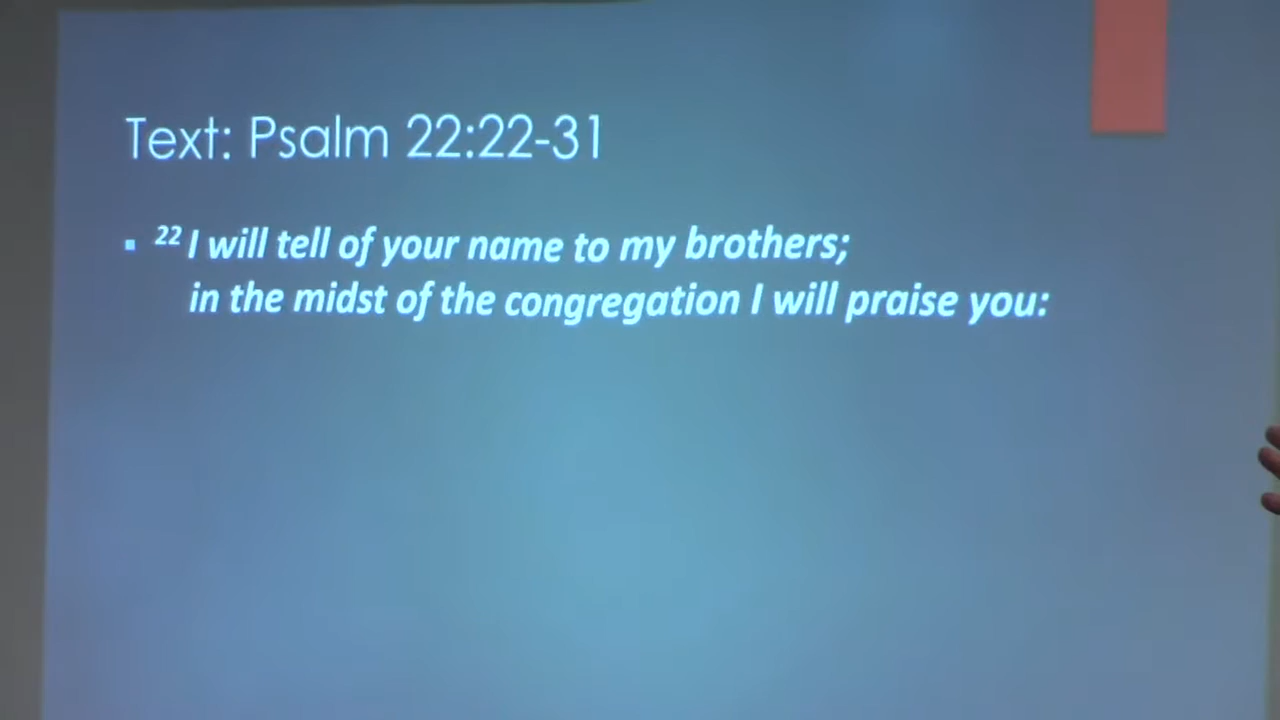 Text: Psalm 22:22-31
▪ 22 I will tell of your name to my brothers;
in the midst of the congregation I will praise you: